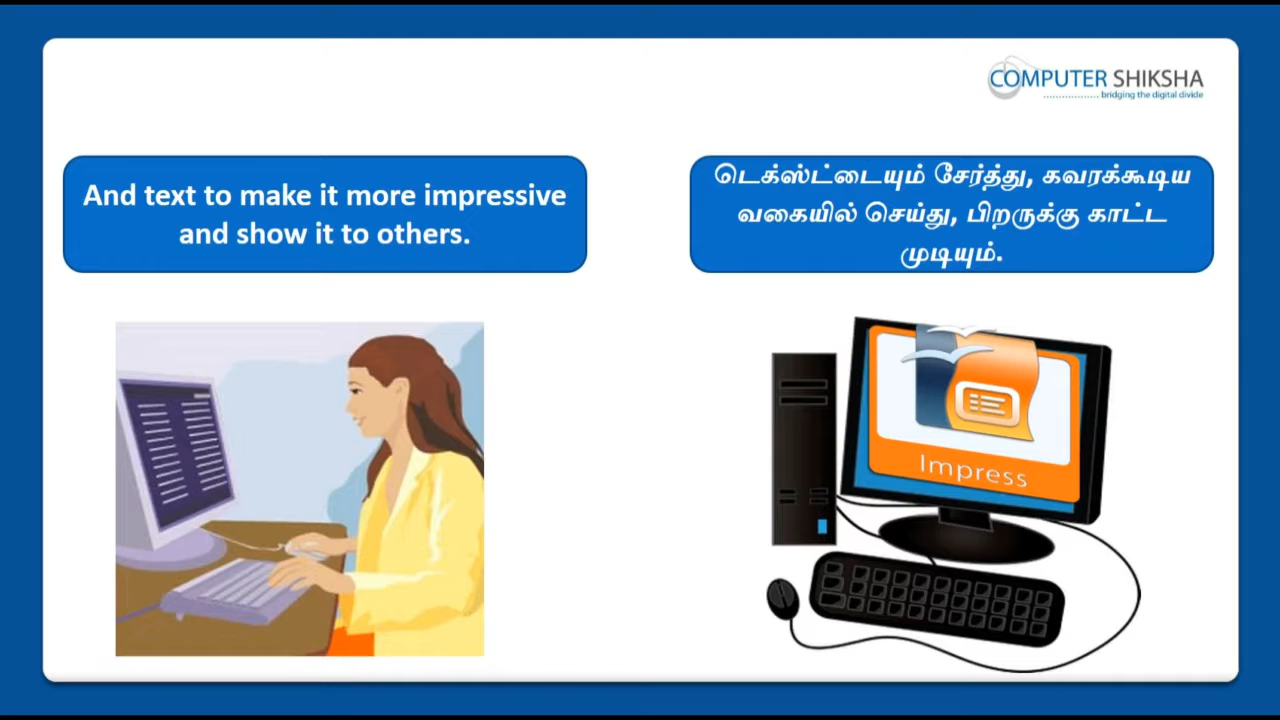 COMPUTER SHIKSHA
bridging the digital divide
And text to make it more impressive
and show it to others.
டெக்ஸ்ட்டையும் சேர்த்து, கவரக்கூடிய
வகையில் செய்து, பிறருக்கு காட்ட
முடியும்.
Impress